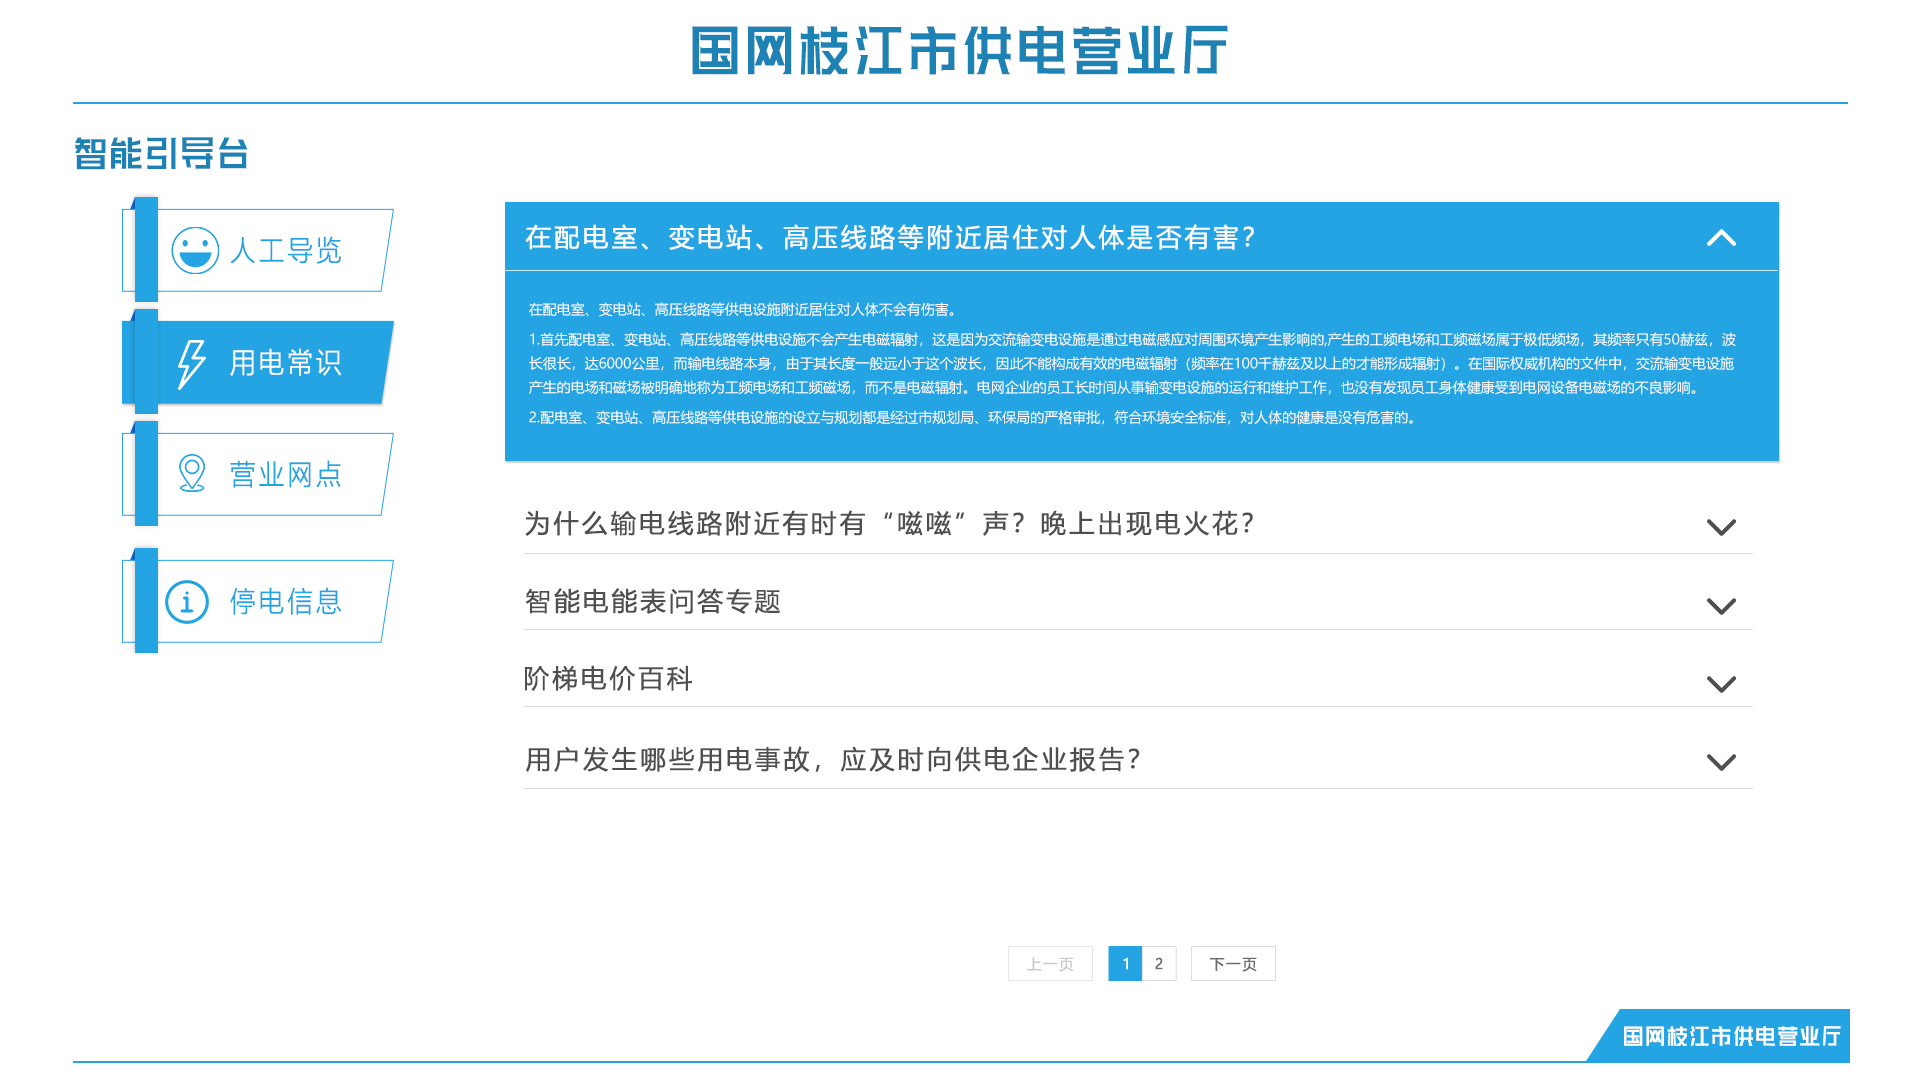 国网枝江市供电营业厅
智能引导台
人工导览
用电常识
营业网点
停电信息
在配电室、变电站、高压线路等附近居住对人体是否有害？
在配电室、变电站、高压线路等供电设施附近居住对人体不会有伤害。
1.首先配电室、变电站、高压线路等供电设施不会产生电磁辐射，这是因为交流输变电设施是通过电磁感应对周围环境产生影响的,产生的工频电场和工频磁场属于极低频场，其频率只有50赫兹，波
长很长，达6000公里，而输电线路本身，由于其长度一般远小于这个波长，因此不能构成有效的电磁辐射（频率在100千赫兹及以上的才能形成辐射）。在国际权威机构的文件中，交流输变电设施
产生的电场和磁场被明确地称为工频电场和工频磁场，而不是电磁辐射。电网企业的员工长时间从事输变电设施的运行和维护工作，也没有发现员工身体健康受到电网设备电磁场的不良影响。
2.配电室、变电站、高压线路等供电设施的设立与规划都是经过市规划局、环保局的严格审批，符合环境安全标准，对人体的健康是没有危害的。
为什么输电线路附近有时有“嗞嗞”声？晚上出现电火花？
智能电能表问答专题
阶梯电价百科
用户发生哪些用电事故，应及时向供电企业报告？
上一页 1 2 下一页
国网枝江市供电营业厅